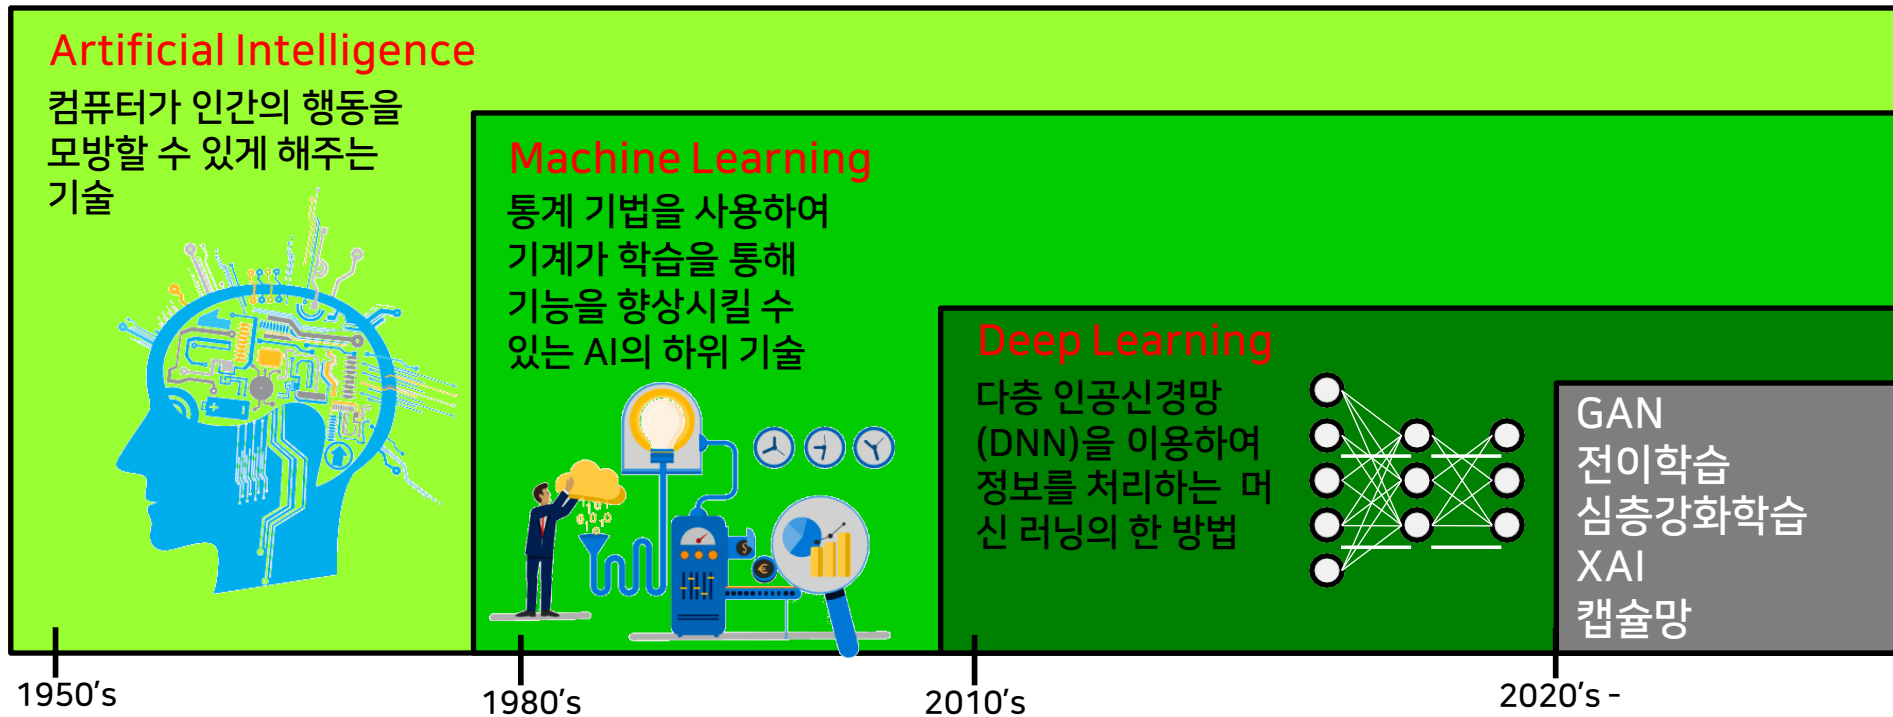 Artificial Intelligence
컴퓨터가 인간의 행동을
모방할 수 있게 해주는
기술
Machine Learning
통계 기법을 사용하여
기계가 학습을 통해
기능을 향상시킬 수
있는 AI의 하위 기술
Deep Learning
다층 인공신경망
(DNN)을 이용하여
정보를 처리하는 머
신 러닝의 한 방법
GAN
전이학습
심층강화학습
XAI
캡슐망
1950's
1980's
2010's
2020's -